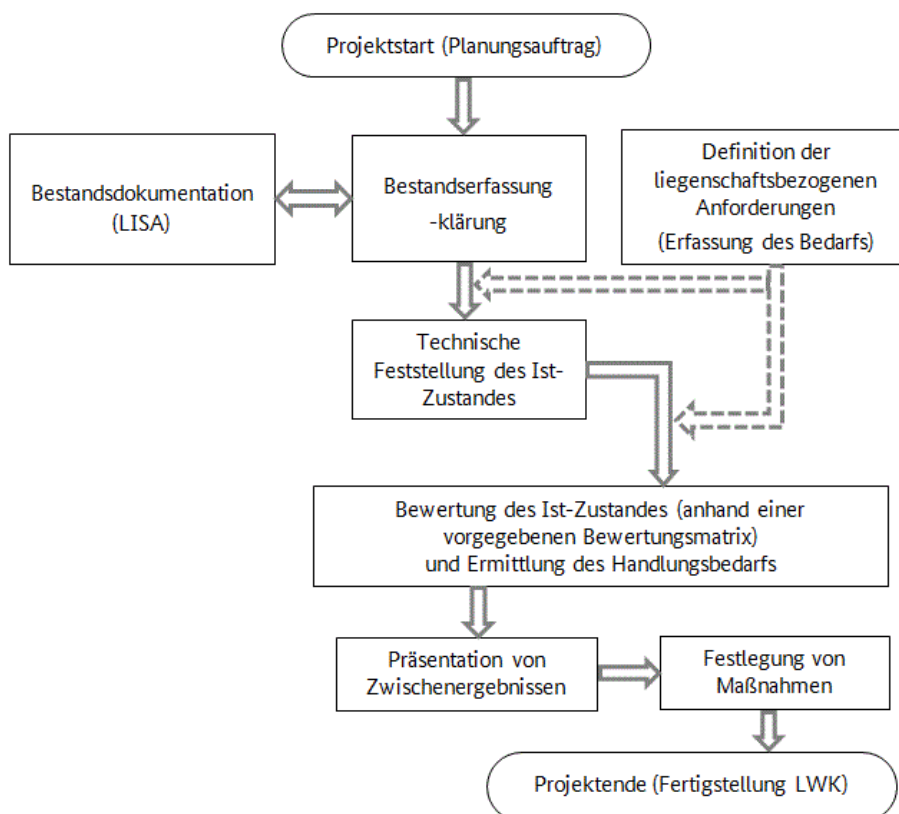 Projektstart (Planungsauftrag)
Bestandsdokumentation
(LISA)
Bestandserfassung
-klärung
Definition der
liegenschaftsbezogenen
Anforderungen
(Erfassung des Bedarfs)
Technische
Feststellung des Ist-
Zustandes
Bewertung des Ist-Zustandes (anhand einer
vorgegebenen Bewertungsmatrix)
und Ermittlung des Handlungsbedarfs
Präsentation von
Zwischenergebnissen
Festlegung von
Maßnahmen
Projektende (Fertigstellung LWK)